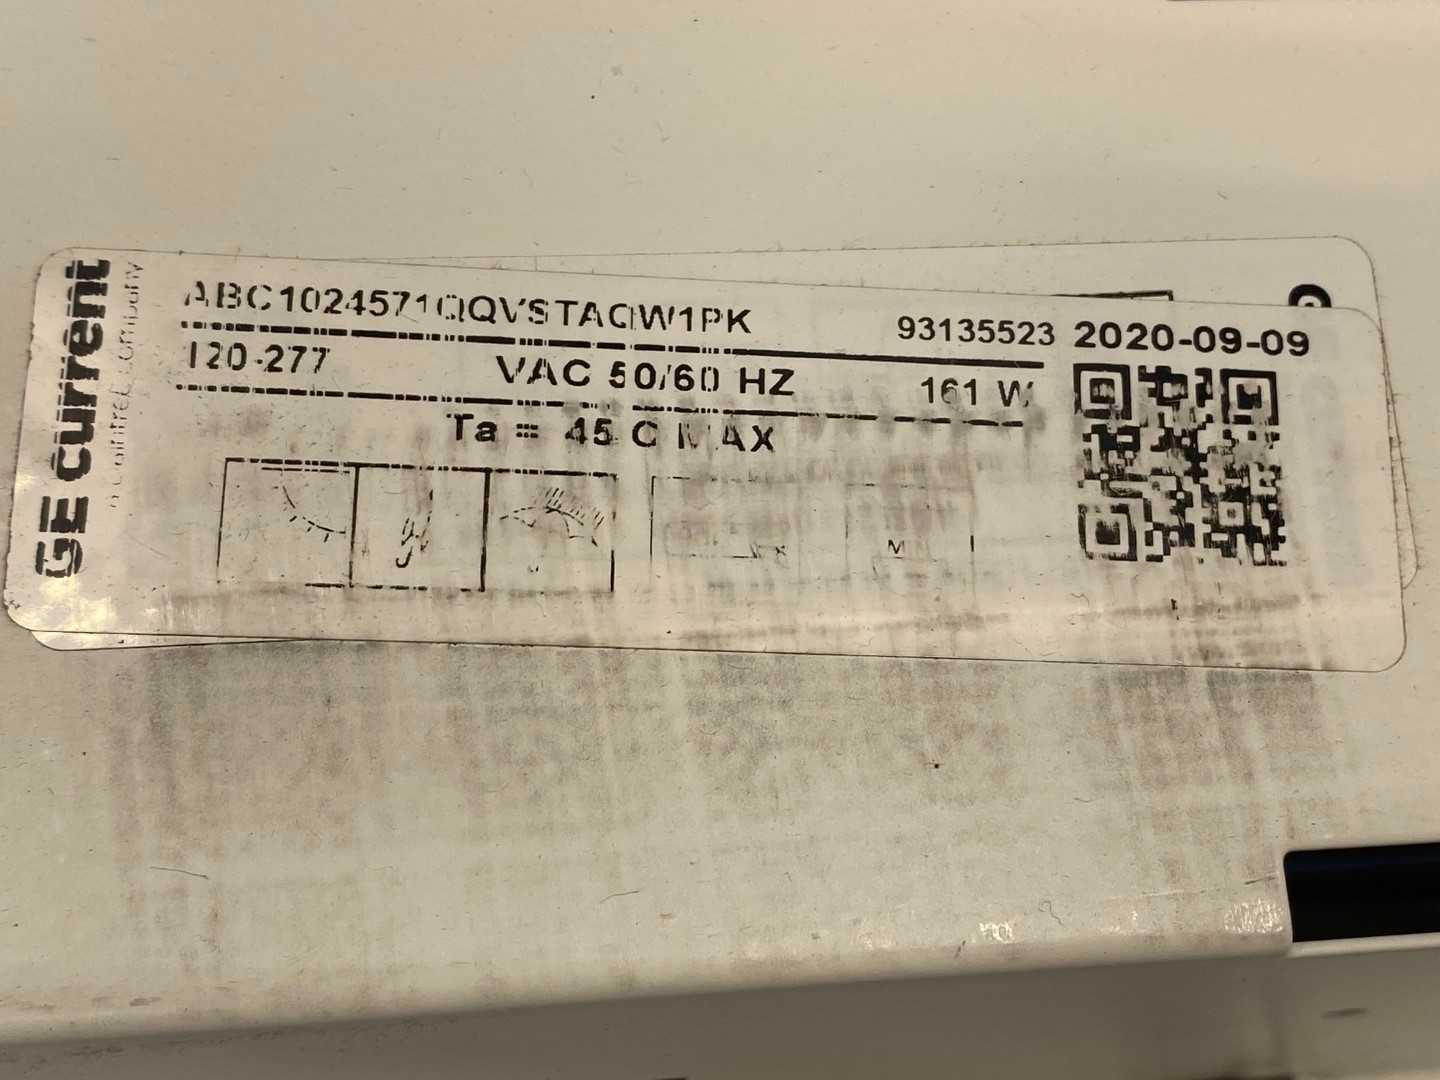 GE current
a Daintree company
ABC1024571QQVSTAQW1PK 93135523 2020-09-09
120-277 VAC 50/60 HZ 161 W
Ta = 45 C MAX